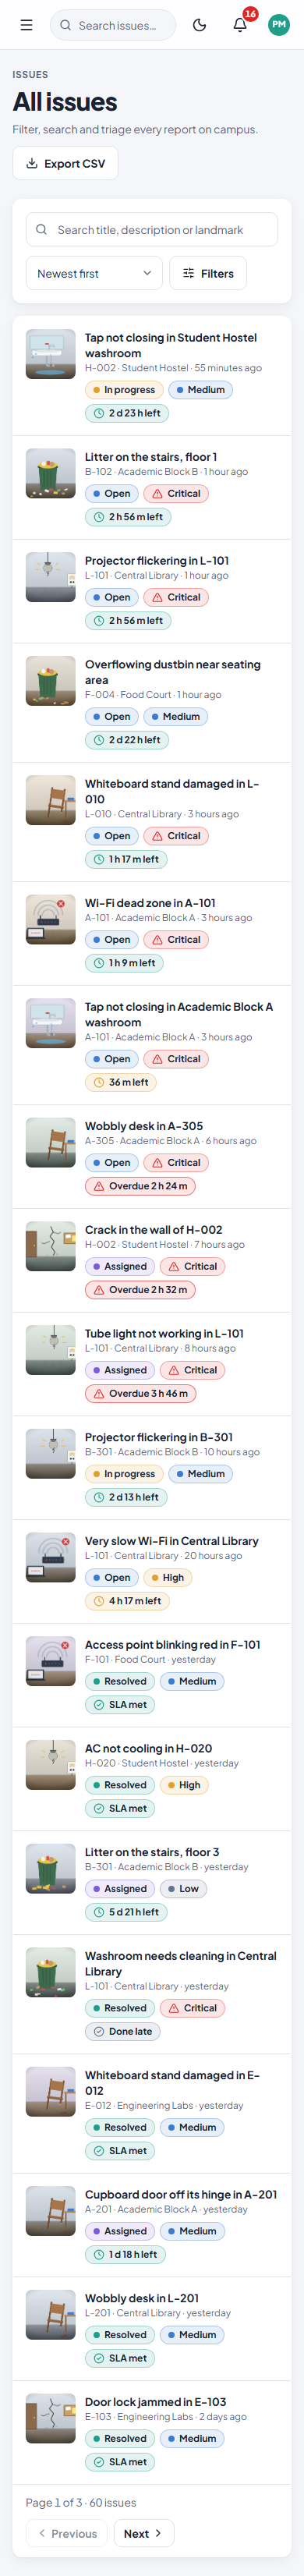 Search issues...
16
PM
ISSUES
All issues
Filter, search and triage every report on campus.
Export CSV
Search title, description or landmark
Newest first
Filters
Tap not closing in Student Hostel
washroom
H-002 · Student Hostel · 55 minutes ago
In progress
Medium
2 d 23 h left
Litter on the stairs, floor 1
B-102 · Academic Block B · 1 hour ago
Open
Critical
2 h 56 m left
Projector flickering in L-101
L-101 · Central Library · 1 hour ago
Open
Critical
2 h 56 m left
Overflowing dustbin near seating
area
F-004 · Food Court · 1 hour ago
Open
Medium
2 d 22 h left
Whiteboard stand damaged in L-
010
L-010 · Central Library · 3 hours ago
Open
Critical
1 h 17 m left
Wi-Fi dead zone in A-101
A-101 · Academic Block A · 3 hours ago
Open
Critical
1 h 9 m left
Tap not closing in Academic Block A
washroom
A-101 · Academic Block A · 3 hours ago
Open
Critical
36 m left
Wobbly desk in A-305
A-305 · Academic Block A · 6 hours ago
Open
Critical
Overdue 2 h 24 m
Crack in the wall of H-002
H-002 · Student Hostel · 7 hours ago
Assigned
Critical
Overdue 2 h 32 m
Tube light not working in L-101
L-101 · Central Library · 8 hours ago
Assigned
Critical
Overdue 3 h 46 m
Projector flickering in B-301
B-301 · Academic Block B · 10 hours ago
In progress
Medium
2 d 13 h left
Very slow Wi-Fi in Central Library
L-101 · Central Library · 20 hours ago
Open
High
4 h 17 m left
Access point blinking red in F-101
F-101 · Food Court · yesterday
Resolved
Medium
SLA met
AC not cooling in H-020
H-020 · Student Hostel · yesterday
Resolved
High
SLA met
Litter on the stairs, floor 3
B-301 · Academic Block B · yesterday
Assigned
Low
5 d 21 h left
Washroom needs cleaning in Central
Library
L-101 · Central Library · yesterday
Resolved
Critical
Done late
Whiteboard stand damaged in E-
012
E-012 · Engineering Labs · yesterday
Resolved
Medium
SLA met
Cupboard door off its hinge in A-201
A-201 · Academic Block A · yesterday
Assigned
Medium
1 d 18 h left
Wobbly desk in L-201
L-201 · Central Library · yesterday
Resolved
Medium
SLA met
Door lock jammed in E-103
E-103 · Engineering Labs · 2 days ago
Resolved
Medium
SLA met
Page 1 of 3 · 60 issues
Previous
Next